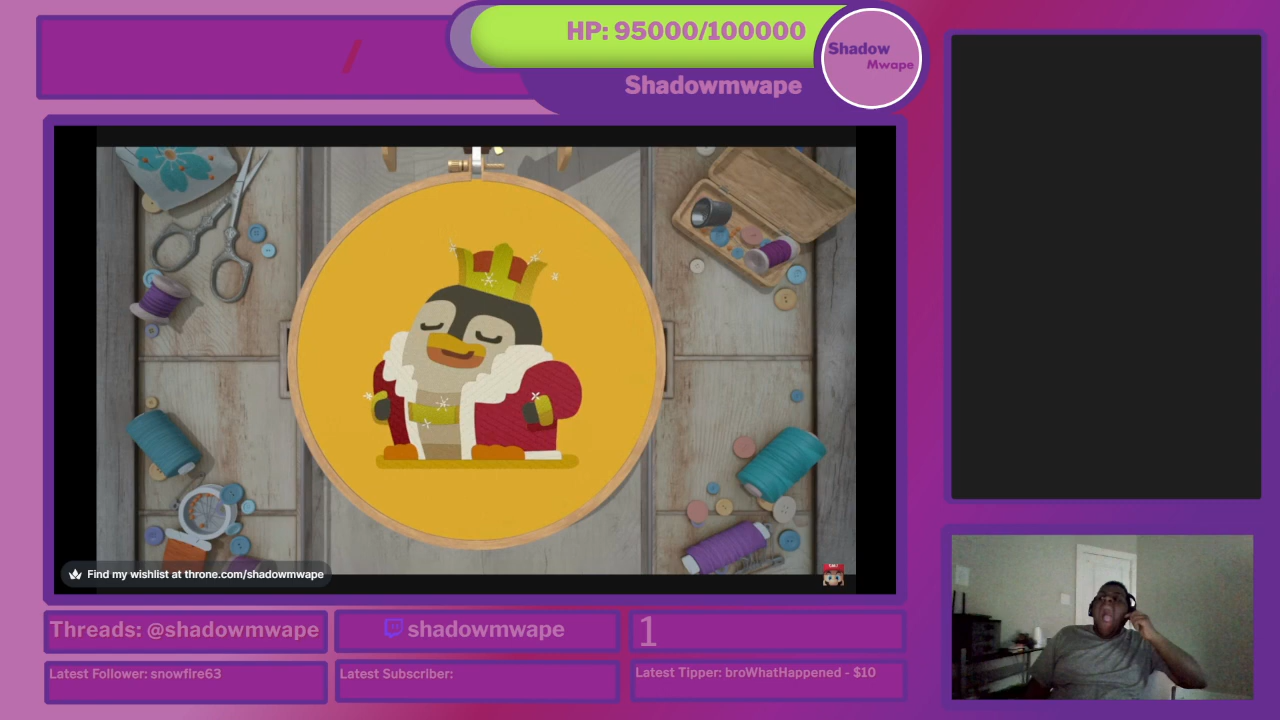 /
HP: 95000/100000
Shadowmwape
Shadow
Mwape
Find my wishlist at throne.com/shadowmwape
Threads: @shadowmwape
shadowmwape
1
Latest Follower: snowfire63
Latest Subscriber:
Latest Tipper: broWhatHappened - $10